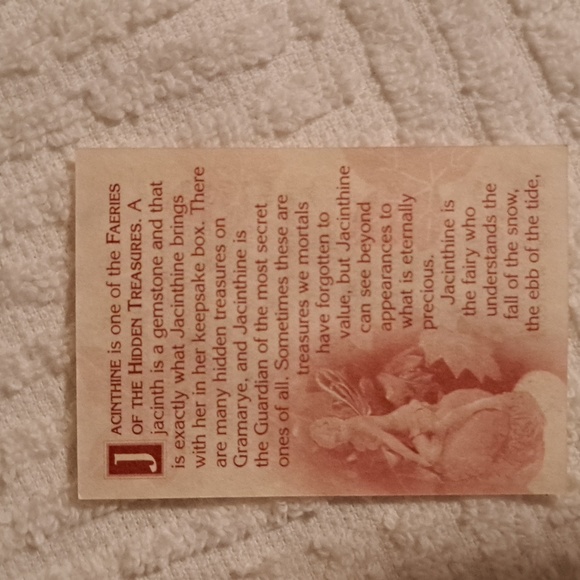 JACINTHINE is one of the FAERIES
OF THE HIDDEN TREASURES. A
jacinth is a gemstone and that
is exactly what Jacinthine brings
with her in her keepsake box. There
are many hidden treasures on
Gramarye, and Jacinthine is
the Guardian of the most secret
ones of all. Sometimes these are
treasures we mortals
have forgotten to
value, but Jacinthine
can see beyond
appearances to
what is eternally
precious.
Jacinthine is
the fairy who
understands the
fall of the snow,
the ebb of the tide,